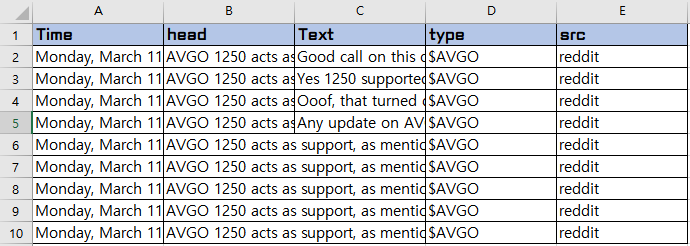 A B C D E
1 Time head Text type src
2 Monday, March 11 AVGO 1250 acts as Good call on this $AVGO reddit
3 Monday, March 11 AVGO 1250 acts as Yes 1250 supported $AVGO reddit
4 Monday, March 11 AVGO 1250 acts as Ooof, that turned $AVGO reddit
5 Monday, March 11 AVGO 1250 acts as Any update on AV $AVGO reddit
6 Monday, March 11 AVGO 1250 acts as support, as mentio $AVGO reddit
7 Monday, March 11 AVGO 1250 acts as support, as mentio $AVGO reddit
8 Monday, March 11 AVGO 1250 acts as support, as mentio $AVGO reddit
9 Monday, March 11 AVGO 1250 acts as support, as mentio $AVGO reddit
10 Monday, March 11 AVGO 1250 acts as support, as mentio $AVGO reddit